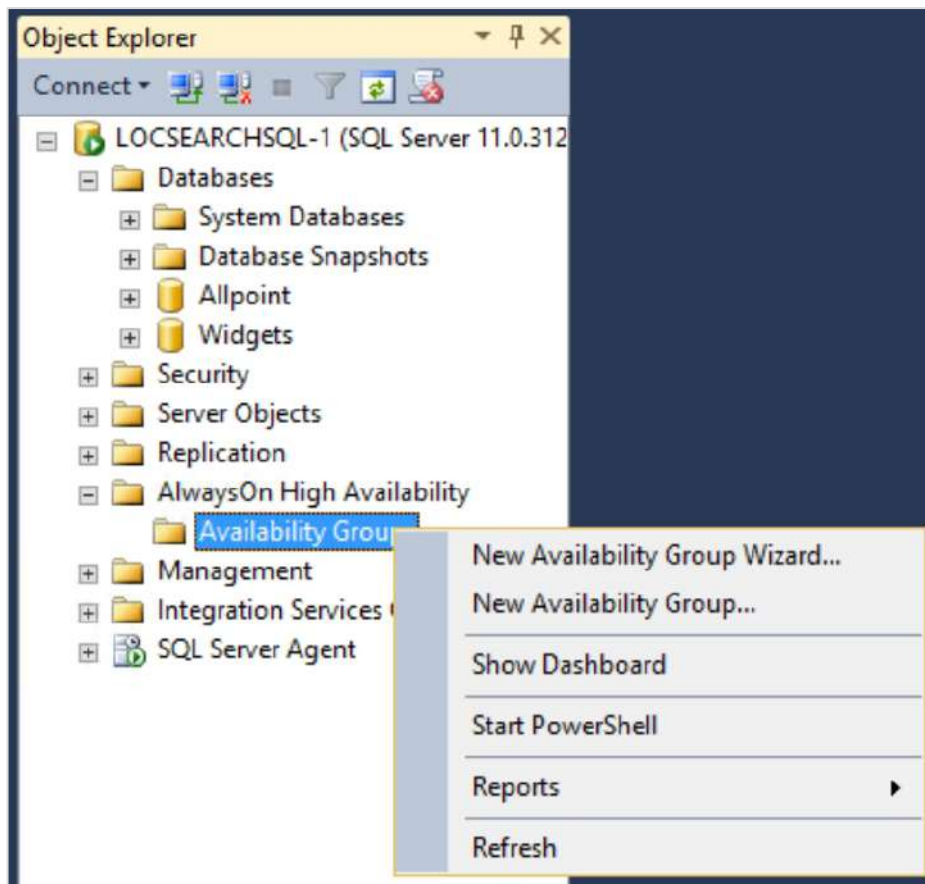 Object Explorer
Connect
LOCSEARCHSQL-1 (SQL Server 11.0.312
Databases
System Databases
Database Snapshots
Allpoint
Widgets
Security
Server Objects
Replication
AlwaysOn High Availability
Availability Grou
Management
Integration Services
SQL Server Agent
New Availability Group Wizard...
New Availability Group...
Show Dashboard
Start PowerShell
Reports
Refresh